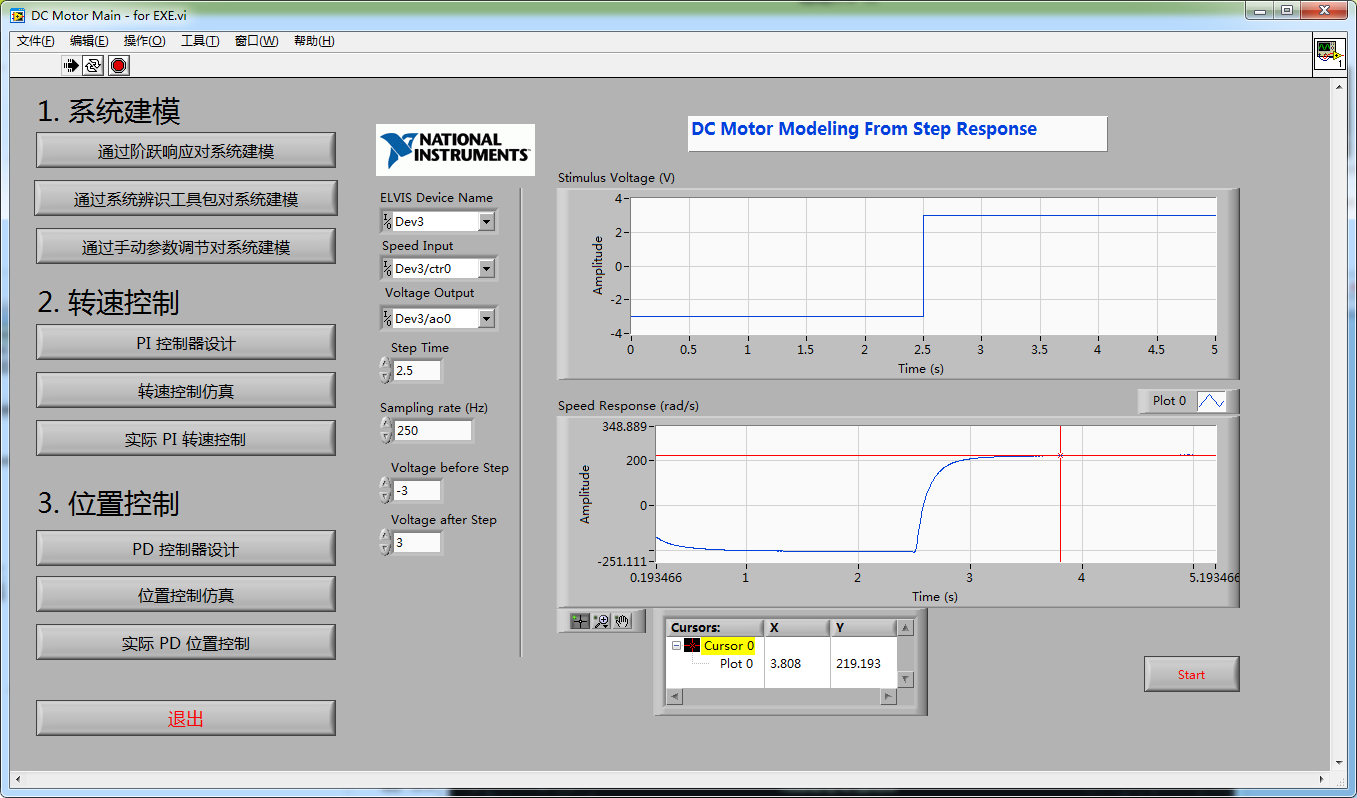 DC Motor Main - for EXE.vi
文件(F) 编辑(E) 操作(O) 工具(T) 窗口(W) 帮助(H)
1
1. 系统建模
通过阶跃响应对系统建模
通过系统辨识工具包对系统建模
通过手动参数调节对系统建模
2. 转速控制
PI 控制器设计
转速控制仿真
实际 PI 转速控制
3. 位置控制
PD 控制器设计
位置控制仿真
实际 PD 位置控制
退出
NATIONAL
INSTRUMENTS
ELVIS Device Name
Dev3
Speed Input
Dev3/ctr0
Voltage Output
Dev3/ao0
Step Time
2.5
Sampling rate (Hz)
250
Voltage before Step
-3
Voltage after Step
3
DC Motor Modeling From Step Response
Stimulus Voltage (V)
Amplitude
4
2
0
-2
-4
0 0.5 1 1.5 2 2.5 3 3.5 4 4.5 5
Time (s)
Plot 0
Speed Response (rad/s)
Amplitude
348.889
200
0
-251.111
0.193466 1 2 3 4 5.193466
Time (s)
Cursors: X Y
Cursor 0
Plot 0 3.808 219.193
Start